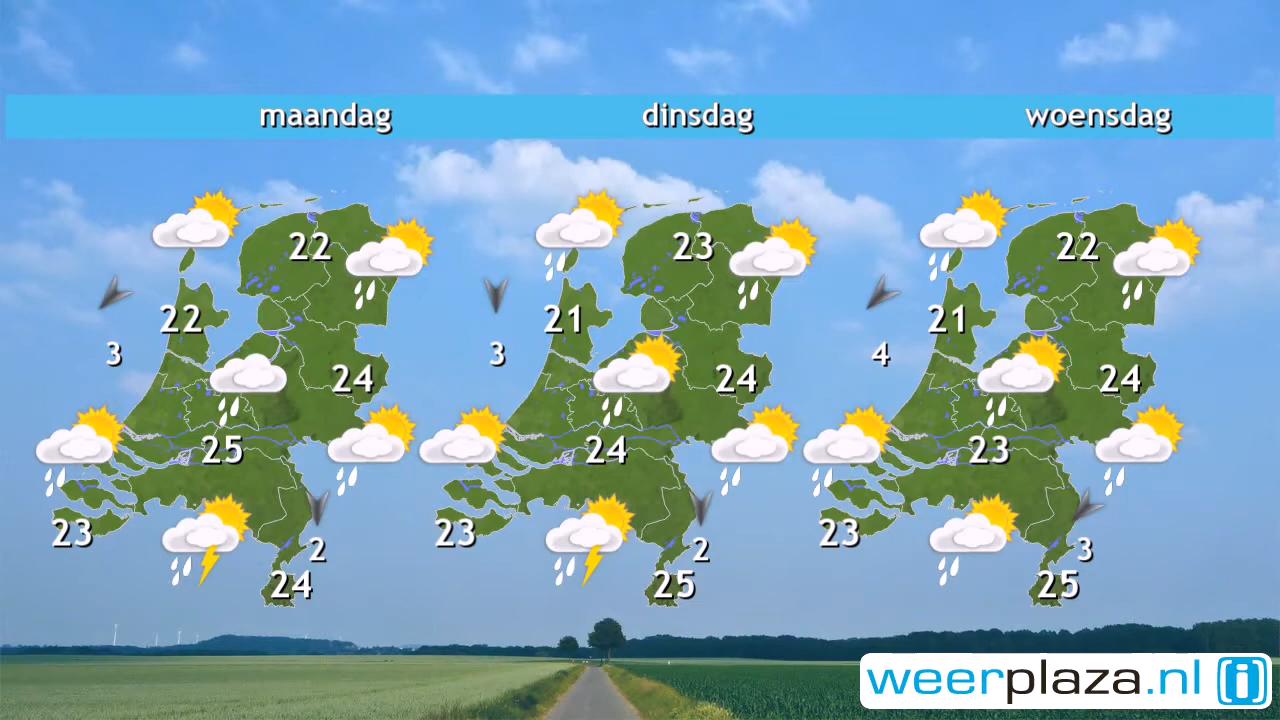 maandag dinsdag woensdag
22 23 22
22 21 21
3 3 4
24 24 24
25 24 23
23 23 23
2 2 3
24 25 25
weerplaza.nl i